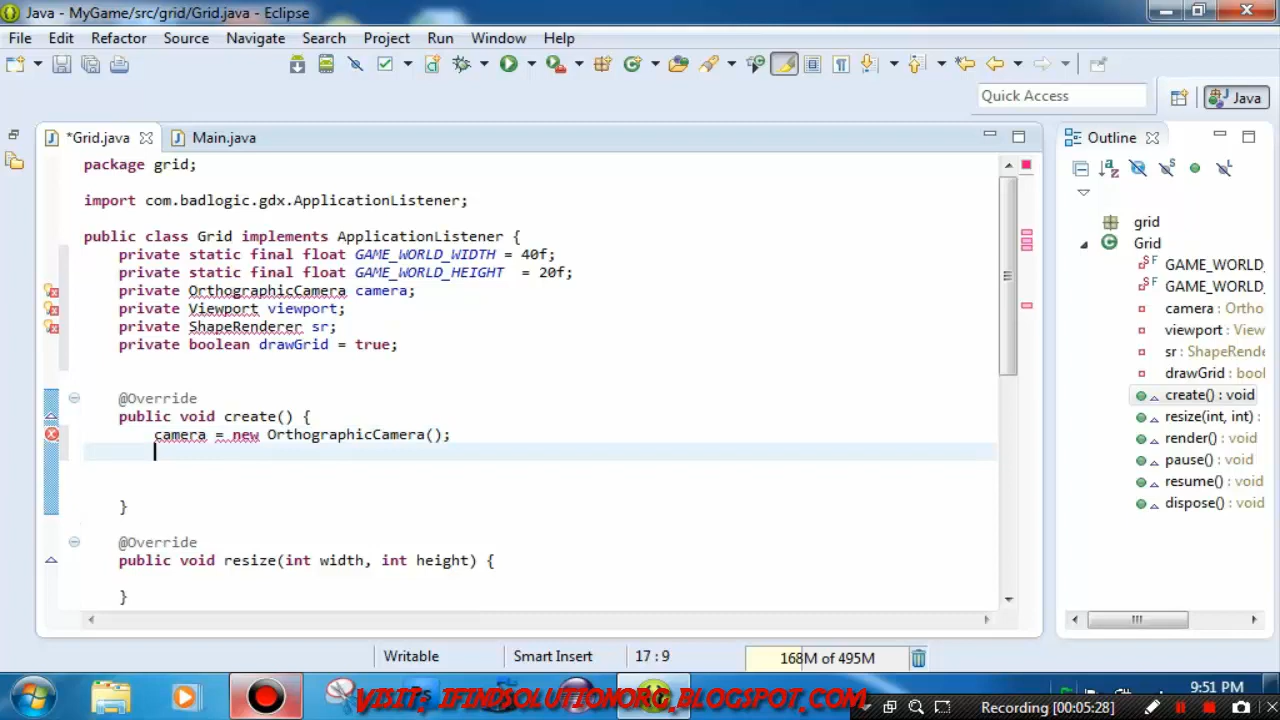 Java - MyGame/src/grid/Grid.java - Eclipse
File Edit Refactor Source Navigate Search Project Run Window Help
Quick Access
Java
*Grid.java Main.java
package grid;
import com.badlogic.gdx.ApplicationListener;
public class Grid implements ApplicationListener {
private static final float GAME_WORLD_WIDTH = 40f;
private static final float GAME_WORLD_HEIGHT = 20f;
private OrthographicCamera camera;
private Viewport viewport;
private ShapeRenderer sr;
private boolean drawGrid = true;
@Override
public void create() {
camera = new OrthographicCamera();
}
@Override
public void resize(int width, int height) {
}
Outline
grid
Grid
GAME_WORLD_
GAME_WORLD_
camera : Ortho
viewport : View
sr : ShapeRende
drawGrid : bool
create() : void
resize(int, int) :
render() : void
pause() : void
resume() : void
dispose() : void
Writable Smart Insert 17 : 9 168M of 495M
VISIT; IFINDSOLUTIONORG.BLOGSPOT.COM
9:51 PM
Recording [00:05:28]